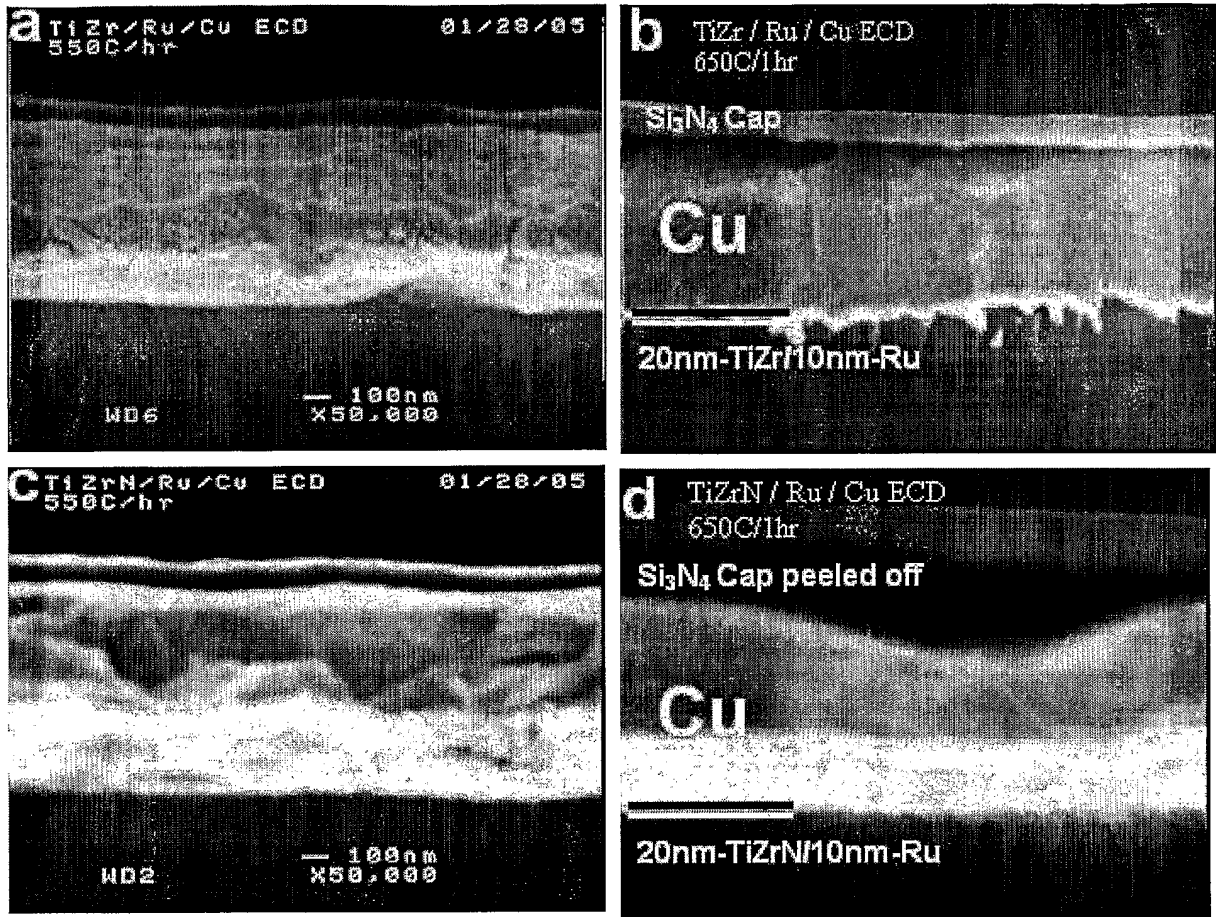 a
TiZr/Ru/Cu ECD 01/28/05
550C/hr
100nm
WD6 X50,000
b
TiZr / Ru / Cu ECD
650C/1hr
Si₃N₄ Cap
Cu
20nm-TiZr/10nm-Ru
c
TiZrN/Ru/Cu ECD 01/28/05
550C/hr
100nm
WD2 X50,000
d
TiZrN / Ru / Cu ECD
650C/1hr
Si₃N₄ Cap peeled off
Cu
20nm-TiZrN/10nm-Ru